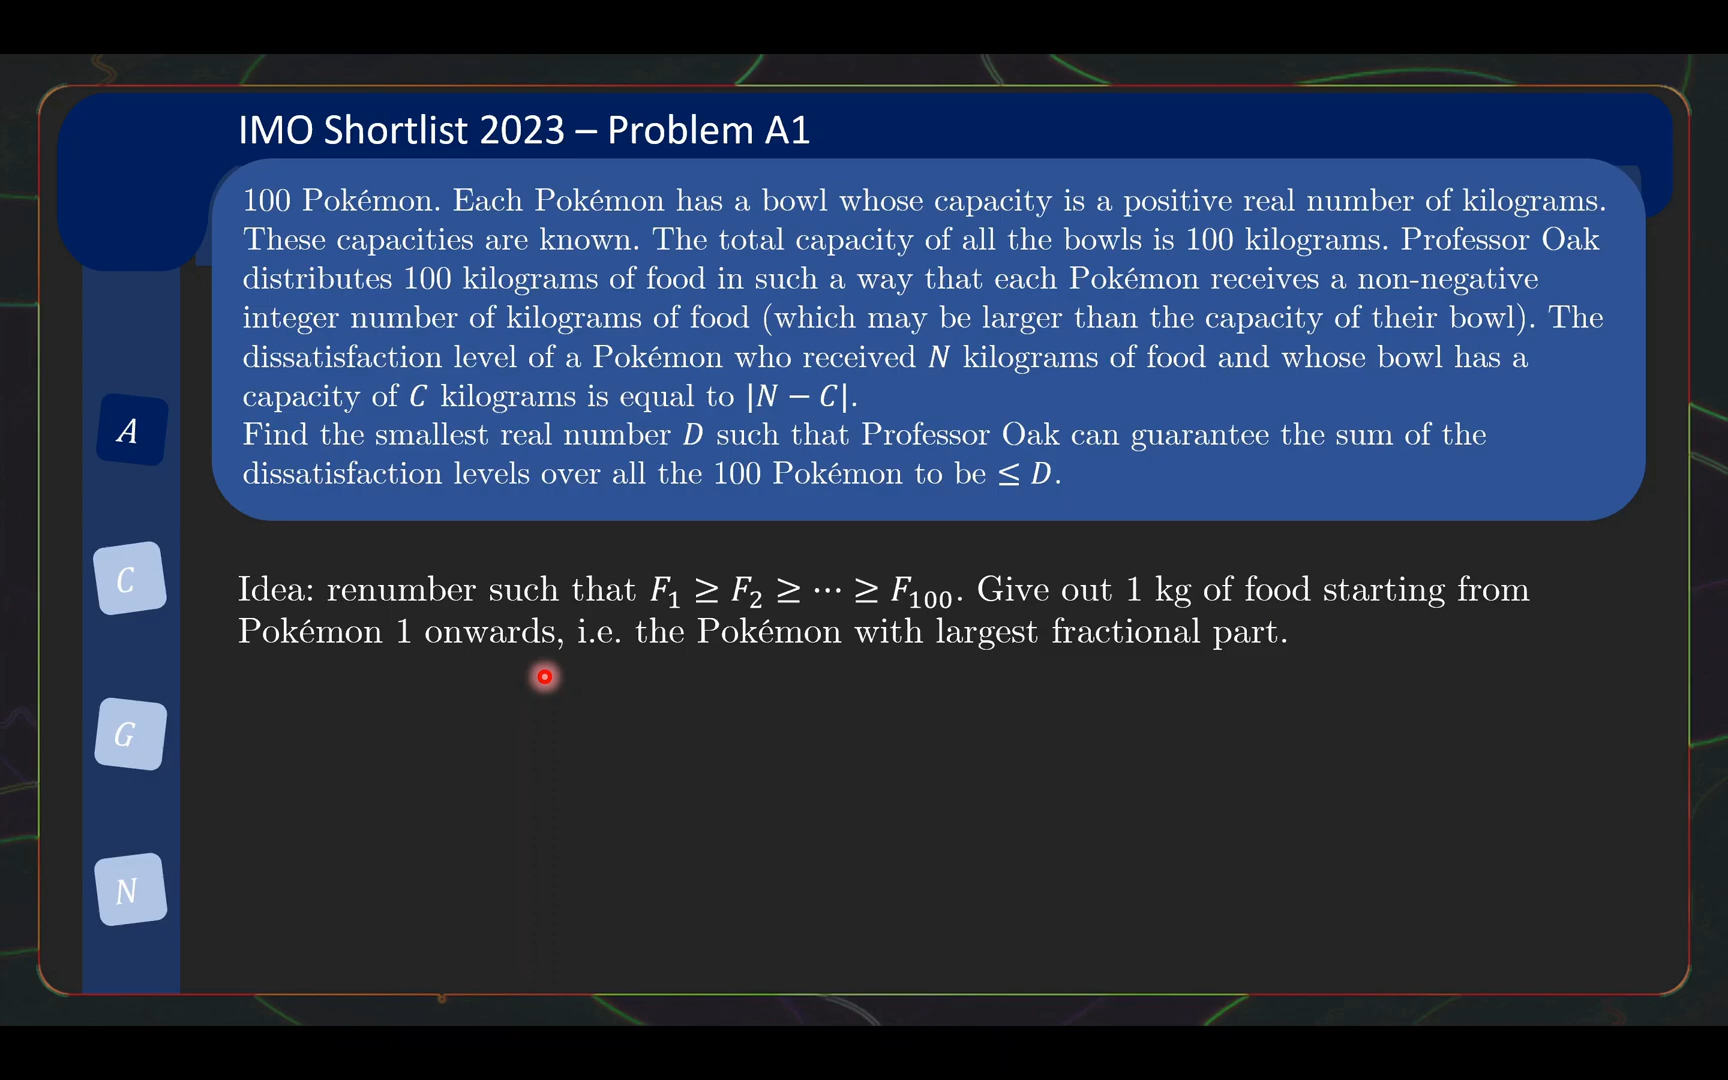 IMO Shortlist 2023 – Problem A1
100 Pokémon. Each Pokémon has a bowl whose capacity is a positive real number of kilograms.
These capacities are known. The total capacity of all the bowls is 100 kilograms. Professor Oak
distributes 100 kilograms of food in such a way that each Pokémon receives a non-negative
integer number of kilograms of food (which may be larger than the capacity of their bowl). The
dissatisfaction level of a Pokémon who received N kilograms of food and whose bowl has a
capacity of C kilograms is equal to |N − C|.
Find the smallest real number D such that Professor Oak can guarantee the sum of the
dissatisfaction levels over all the 100 Pokémon to be ≤ D.
A
C
G
N
Idea: renumber such that F₁ ≥ F₂ ≥ ⋯ ≥ F₁₀₀. Give out 1 kg of food starting from
Pokémon 1 onwards, i.e. the Pokémon with largest fractional part.